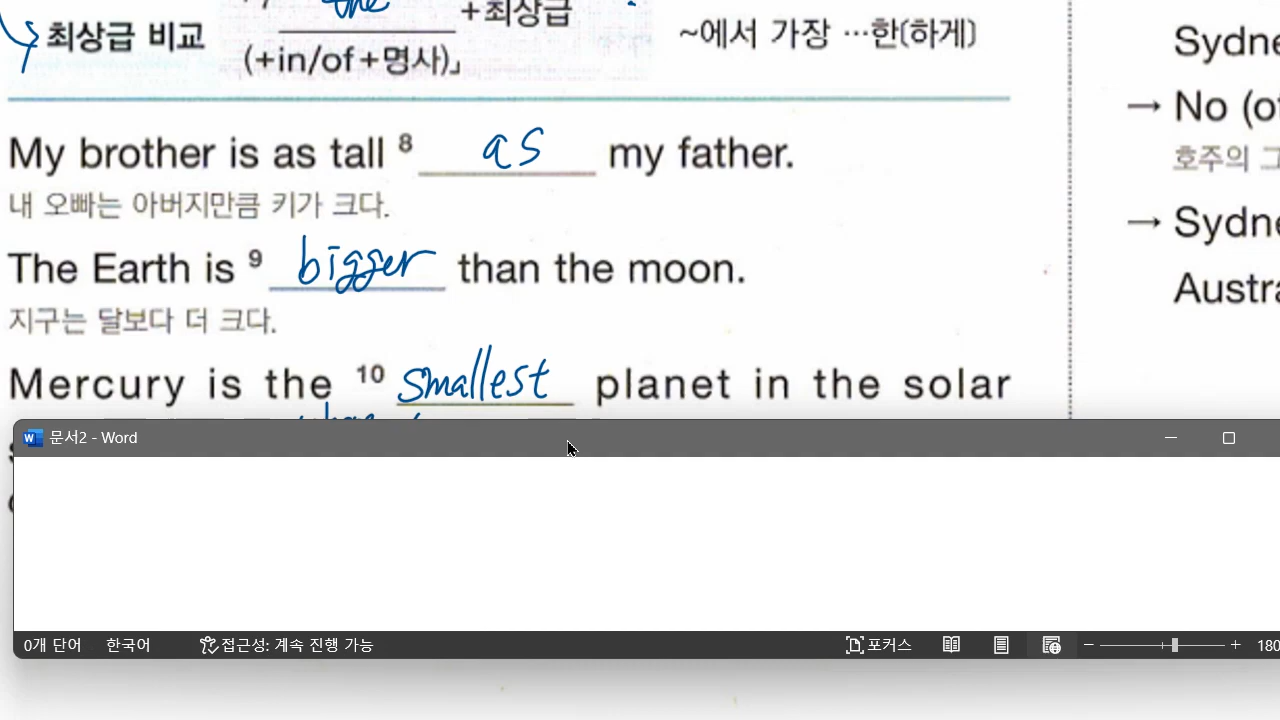 the +최상급
최상급 비교 (+in/of+명사)」 ~에서 가장 …한(하게)
My brother is as tall 8 as my father.
내 오빠는 아버지만큼 키가 크다.
The Earth is 9 bigger than the moon.
지구는 달보다 더 크다.
Mercury is the 10 smallest planet in the solar
→ No
호주의
→
문서2 - Word
0개 단어 한국어 접근성: 계속 진행 가능 포커스 180